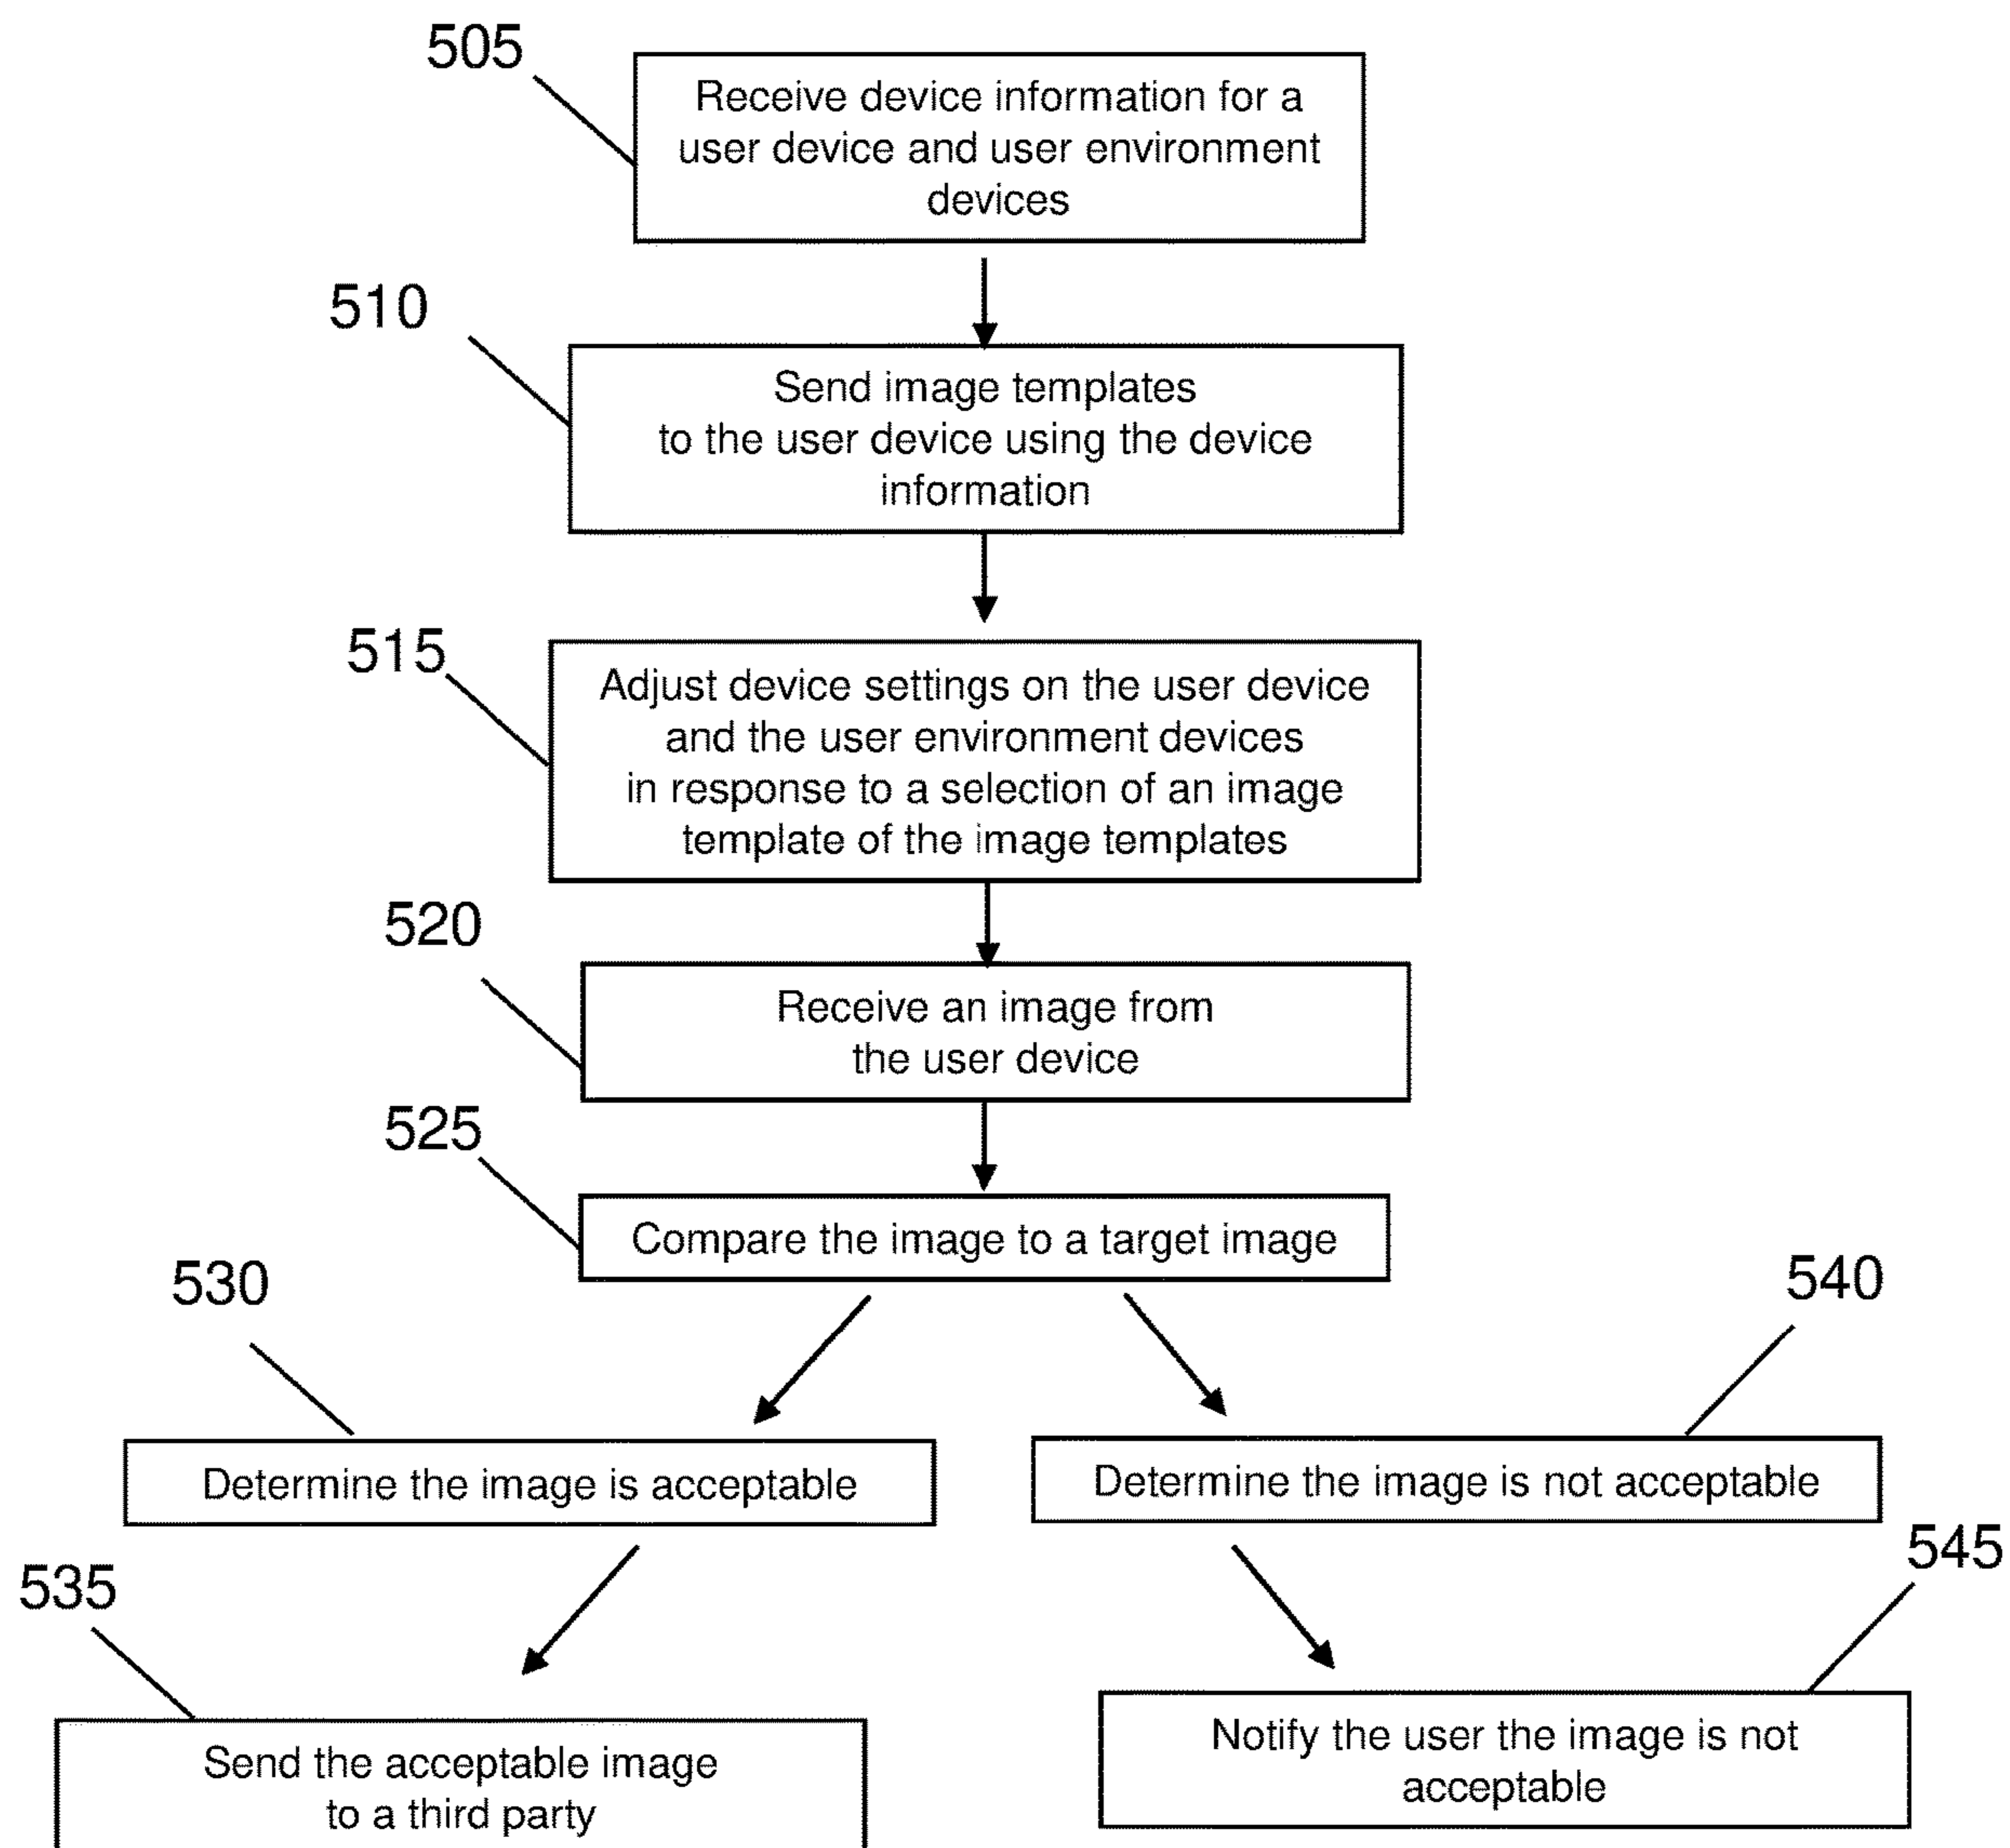 505
Receive device information for a
user device and user environment
devices
510
Send image templates
to the user device using the device
information
515
Adjust device settings on the user device
and the user environment devices
in response to a selection of an image
template of the image templates
520
Receive an image from
the user device
525
Compare the image to a target image
530
540
Determine the image is acceptable
Determine the image is not acceptable
535
545
Send the acceptable image
to a third party
Notify the user the image is not
acceptable